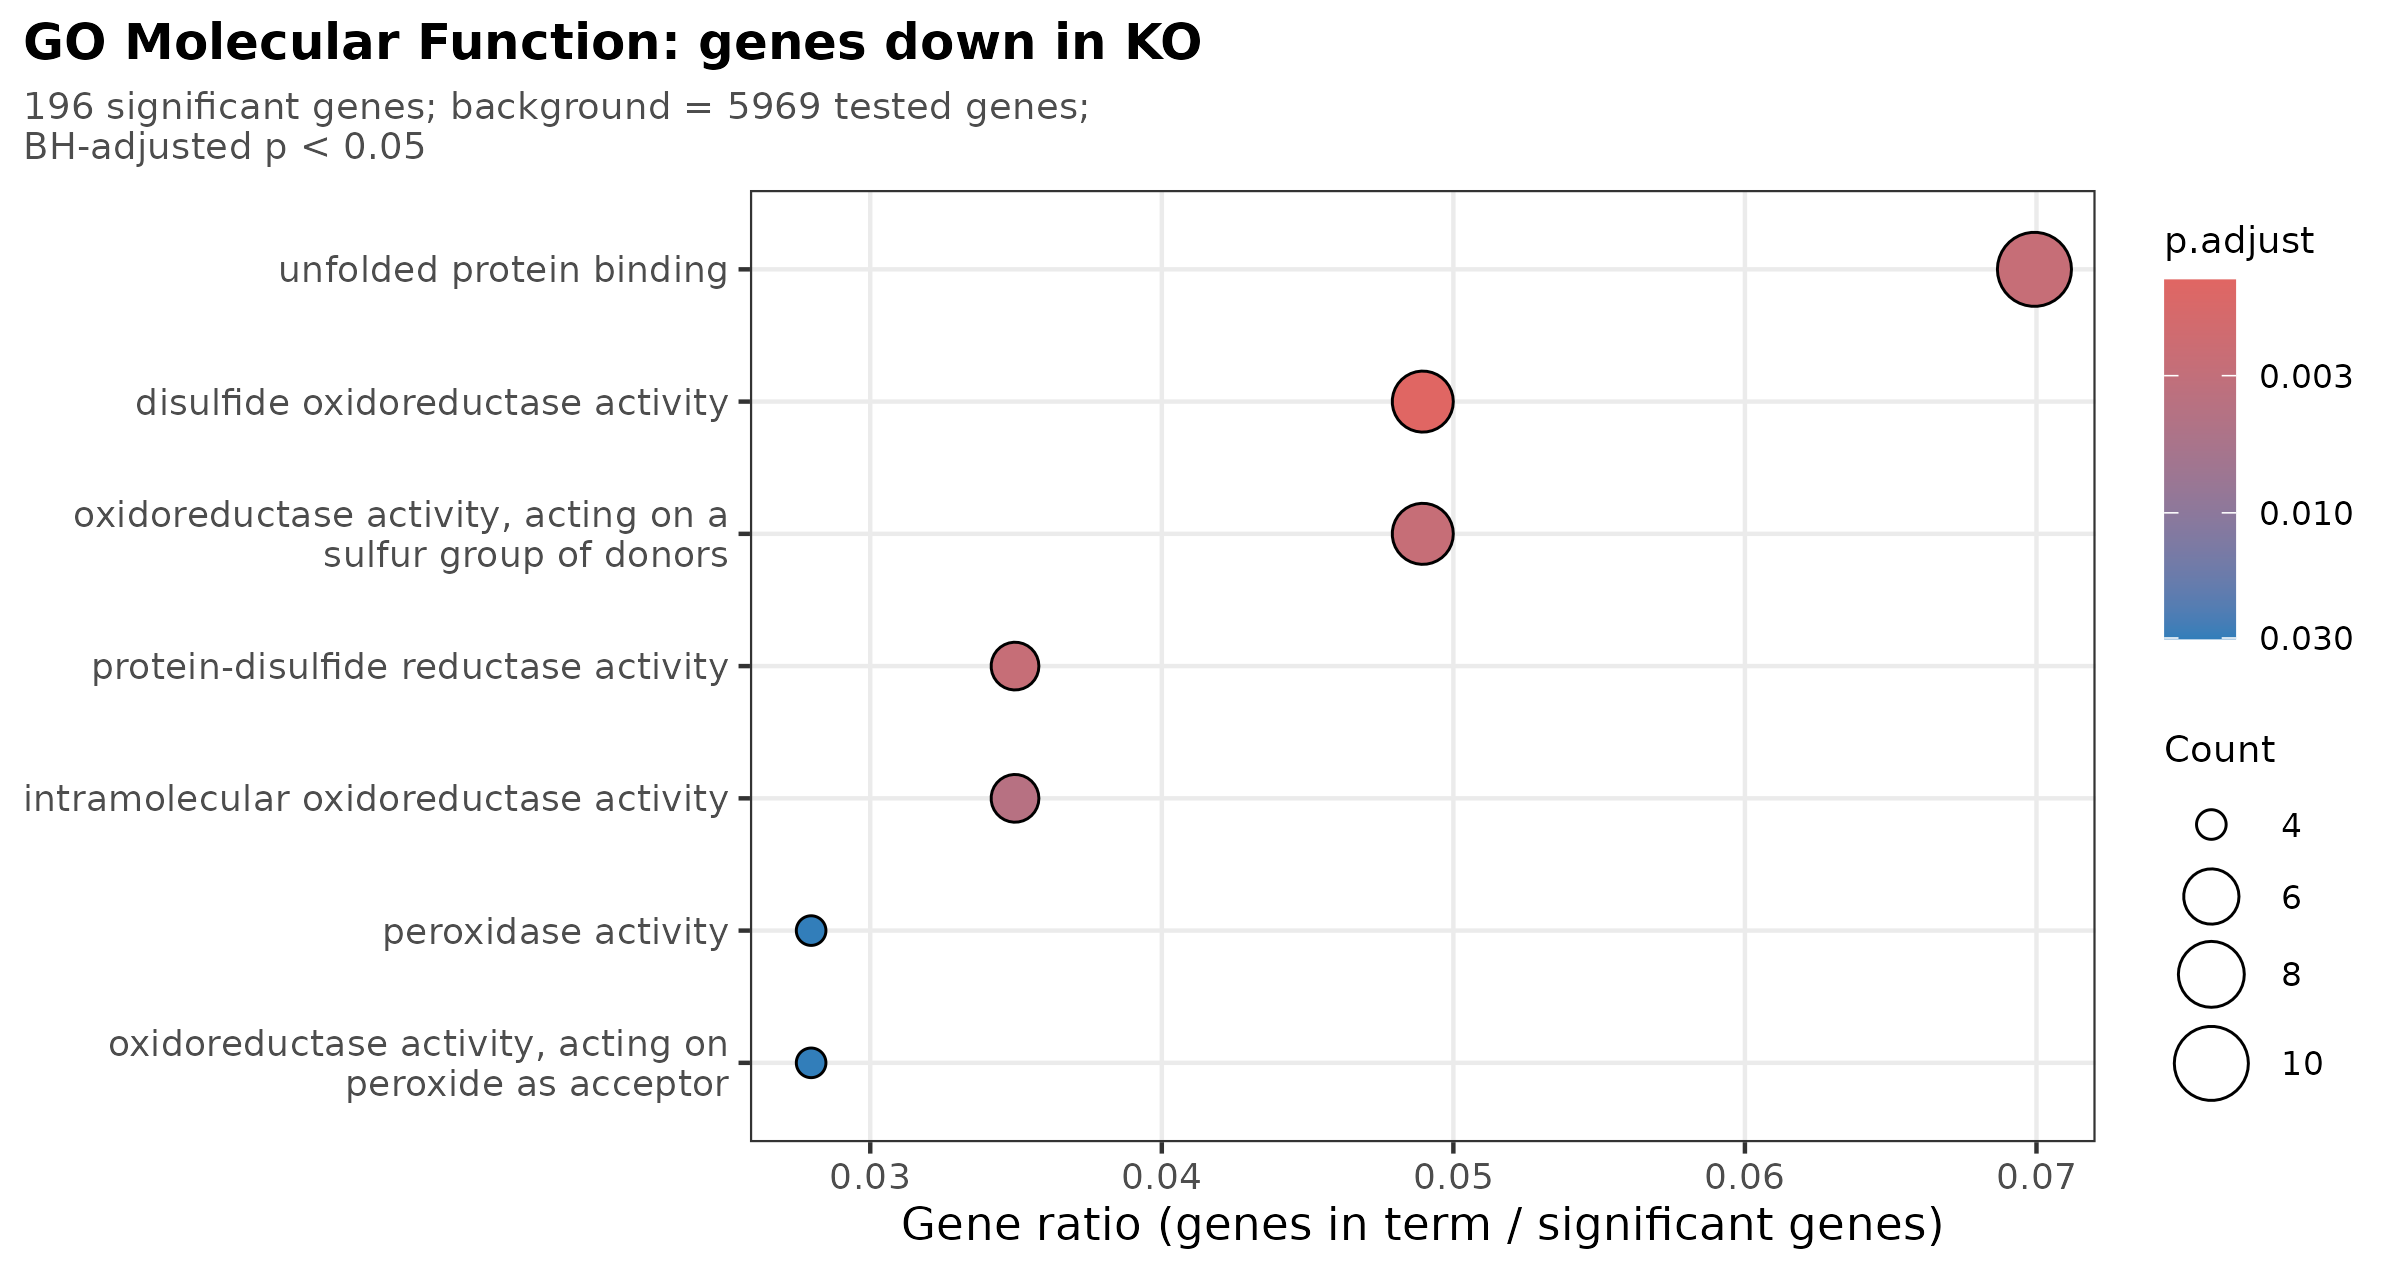 GO Molecular Function: genes down in KO
196 significant genes; background = 5969 tested genes;
BH-adjusted p < 0.05
unfolded protein binding
disulfide oxidoreductase activity
oxidoreductase activity, acting on a
sulfur group of donors
protein-disulfide reductase activity
intramolecular oxidoreductase activity
peroxidase activity
oxidoreductase activity, acting on
peroxide as acceptor
0.03 0.04 0.05 0.06 0.07
Gene ratio (genes in term / significant genes)
p.adjust
0.003
0.010
0.030
Count
4
6
8
10